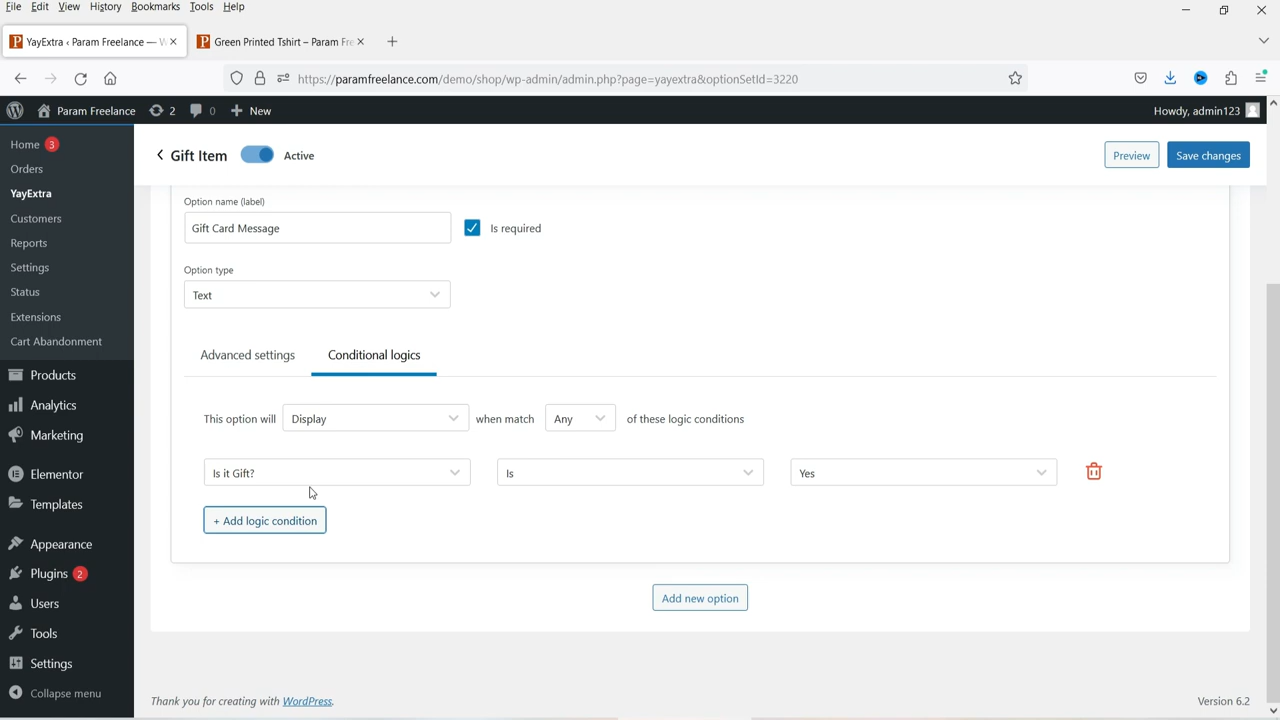 File Edit View History Bookmarks Tools Help
YayExtra ‹ Param Freelance — W
Green Printed Tshirt – Param Fre
https://paramfreelance.com/demo/shop/wp-admin/admin.php?page=yayextra&optionSetId=3220
Param Freelance 2 0 New
Howdy, admin123
Home 3
Orders
YayExtra
Customers
Reports
Settings
Status
Extensions
Cart Abandonment
Products
Analytics
Marketing
Elementor
Templates
Appearance
Plugins 2
Users
Tools
Settings
Collapse menu
Gift Item Active
Preview Save changes
Option name (label)
Gift Card Message Is required
Option type
Text
Advanced settings Conditional logics
This option will Display when match Any of these logic conditions
Is it Gift? Is Yes
+ Add logic condition
Add new option
Thank you for creating with WordPress.
Version 6.2